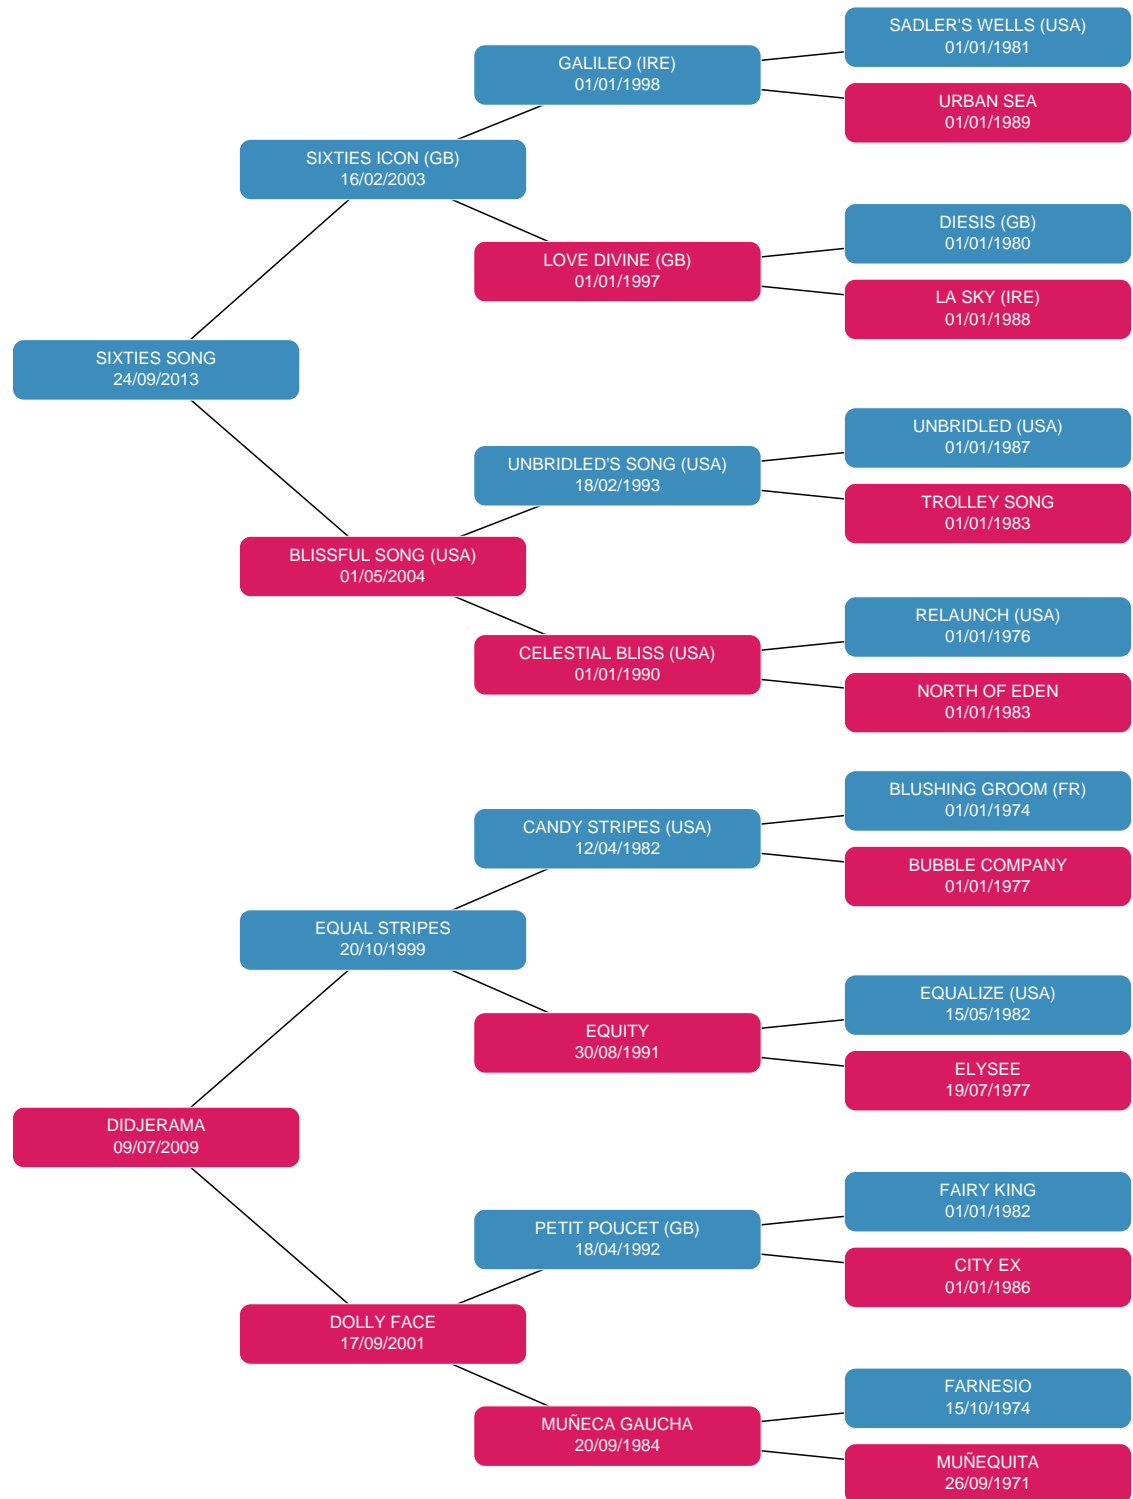 SADLER'S WELLS (USA)
01/01/1981
GALILEO (IRE)
01/01/1998
URBAN SEA
01/01/1989
SIXTIES ICON (GB)
16/02/2003
DIESIS (GB)
01/01/1980
LOVE DIVINE (GB)
01/01/1997
LA SKY (IRE)
01/01/1988
SIXTIES SONG
24/09/2013
UNBRIDLED (USA)
01/01/1987
UNBRIDLED'S SONG (USA)
18/02/1993
TROLLEY SONG
01/01/1983
BLISSFUL SONG (USA)
01/05/2004
RELAUNCH (USA)
01/01/1976
CELESTIAL BLISS (USA)
01/01/1990
NORTH OF EDEN
01/01/1983
BLUSHING GROOM (FR)
01/01/1974
CANDY STRIPES (USA)
12/04/1982
BUBBLE COMPANY
01/01/1977
EQUAL STRIPES
20/10/1999
EQUALIZE (USA)
15/05/1982
EQUITY
30/08/1991
ELYSEE
19/07/1977
DIDJERAMA
09/07/2009
FAIRY KING
01/01/1982
PETIT POUCET (GB)
18/04/1992
CITY EX
01/01/1986
DOLLY FACE
17/09/2001
FARNESIO
15/10/1974
MUÑECA GAUCHA
20/09/1984
MUÑEQUITA
26/09/1971